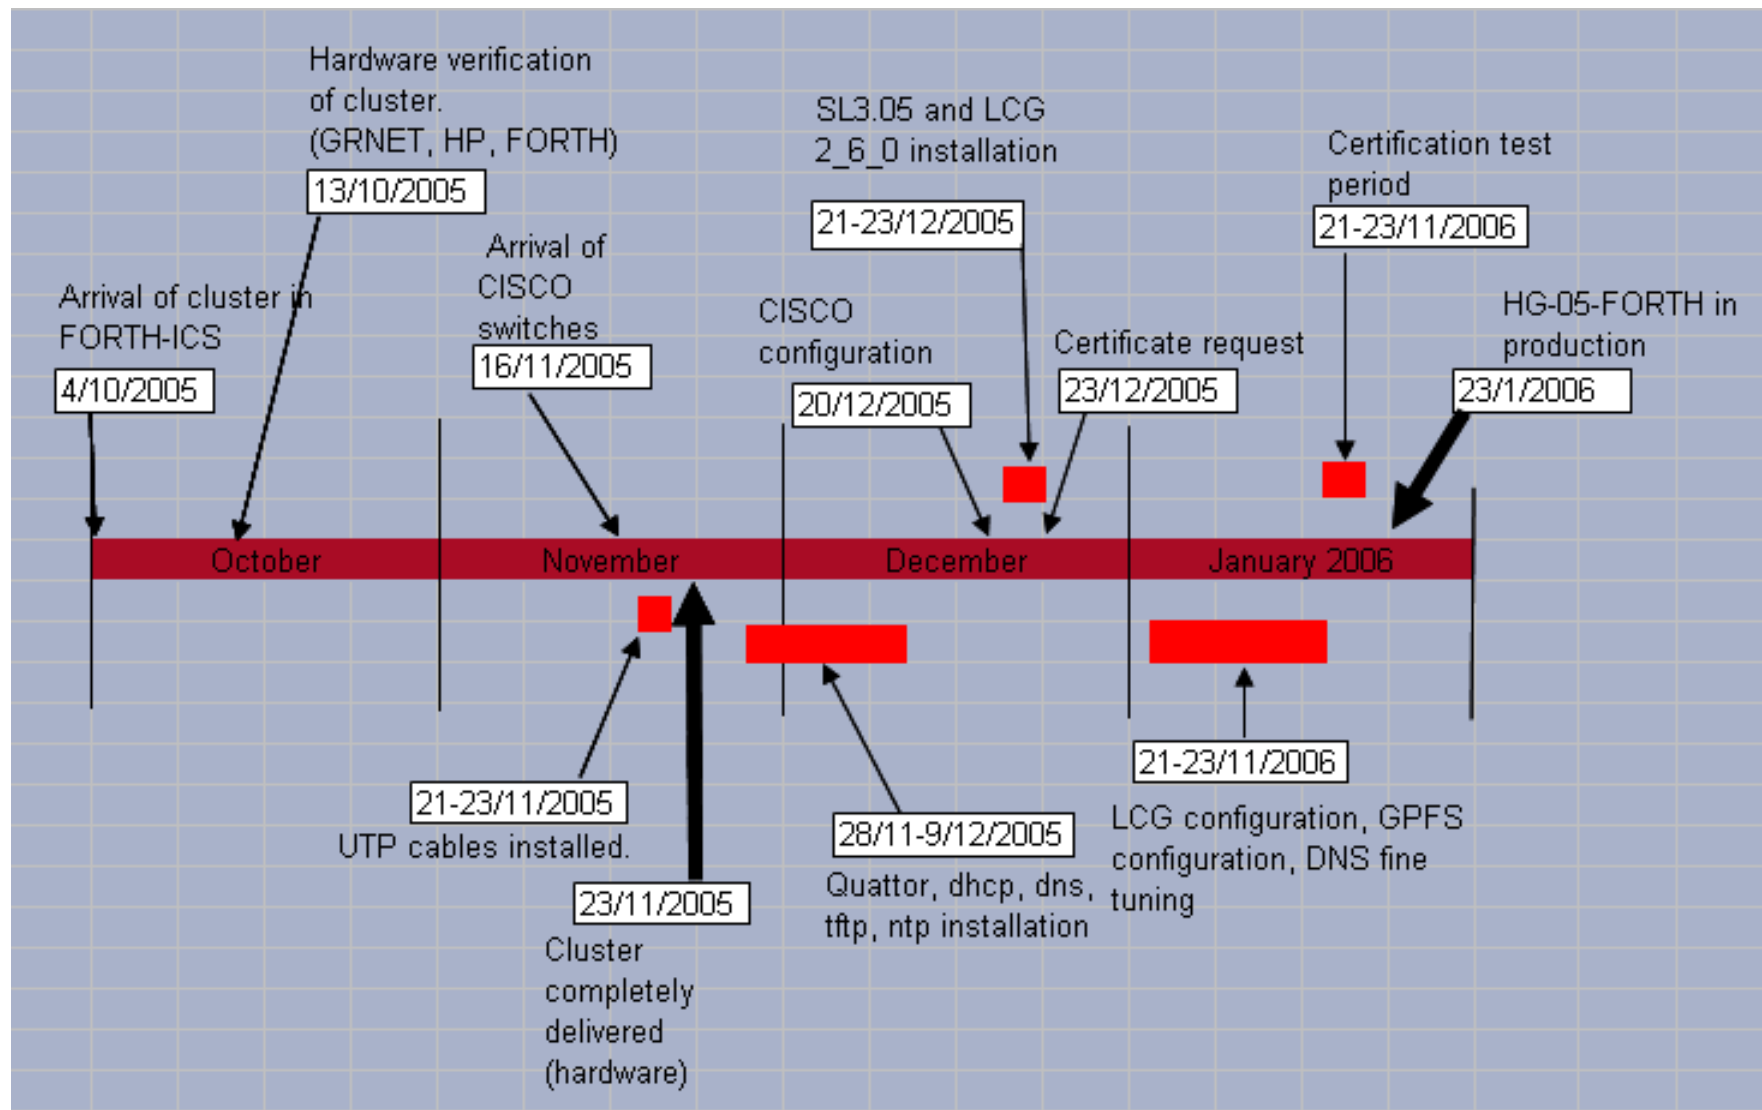 Hardware verification
of cluster.
(GRNET, HP, FORTH)
13/10/2005
SL3.05 and LCG
2_6_0 installation
21-23/12/2005
Certification test
period
21-23/11/2006
Arrival of cluster in
FORTH-ICS
4/10/2005
Arrival of
CISCO
switches
16/11/2005
CISCO
configuration
20/12/2005
Certificate request
23/12/2005
HG-05-FORTH in
production
23/1/2006
October
November
December
January 2006
21-23/11/2005
UTP cables installed.
23/11/2005
Cluster
completely
delivered
(hardware)
28/11-9/12/2005
Quattor, dhcp, dns,
tftp, ntp installation
21-23/11/2006
LCG configuration, GPFS
configuration, DNS fine
tuning